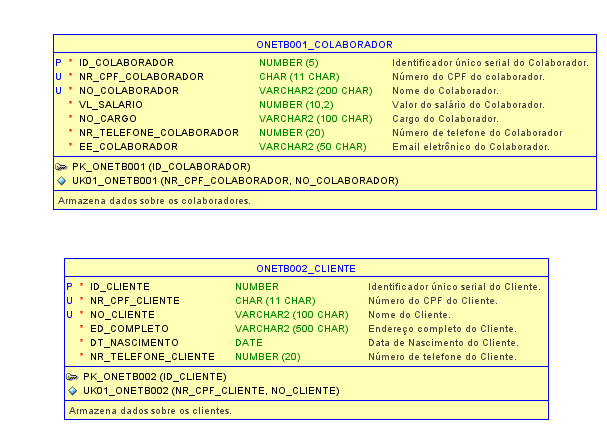 ONETB001_COLABORADOR
P * ID_COLABORADOR NUMBER (5) Identificador único serial do Colaborador.
U * NR_CPF_COLABORADOR CHAR (11 CHAR) Número do CPF do colaborador.
U * NO_COLABORADOR VARCHAR2 (200 CHAR) Nome do Colaborador.
* VL_SALARIO NUMBER (10,2) Valor do salário do Colaborador.
* NO_CARGO VARCHAR2 (100 CHAR) Cargo do Colaborador.
* NR_TELEFONE_COLABORADOR NUMBER (20) Número de telefone do Colaborador
* EE_COLABORADOR VARCHAR2 (50 CHAR) Email eletrônico do Colaborador.
PK_ONETB001 (ID_COLABORADOR)
UK01_ONETB001 (NR_CPF_COLABORADOR, NO_COLABORADOR)
Armazena dados sobre os colaboradores.
ONETB002_CLIENTE
P * ID_CLIENTE NUMBER Identificador único serial do Cliente.
U * NR_CPF_CLIENTE CHAR (11 CHAR) Número do CPF do Cliente.
U * NO_CLIENTE VARCHAR2 (100 CHAR) Nome do Cliente.
* ED_COMPLETO VARCHAR2 (500 CHAR) Endereço completo do Cliente.
* DT_NASCIMENTO DATE Data de Nascimento do Cliente.
* NR_TELEFONE_CLIENTE NUMBER (20) Número de telefone do Cliente.
PK_ONETB002 (ID_CLIENTE)
UK01_ONETB002 (NR_CPF_CLIENTE, NO_CLIENTE)
Armazena dados sobre os clientes.